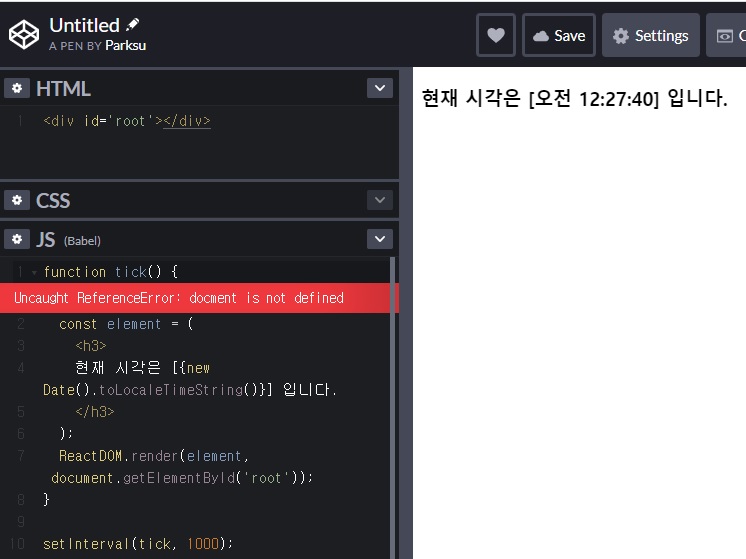 Untitled
A PEN BY Parksu
Save
Settings
HTML
1 <div id='root'></div>
CSS
JS (Babel)
1 function tick() {
Uncaught ReferenceError: docment is not defined
2 const element = (
3 <h3>
4 현재 시각은 [{new
Date().toLocaleTimeString()}] 입니다.
5 </h3>
6 );
7 ReactDOM.render(element,
document.getElementById('root'));
8 }
9
10 setInterval(tick, 1000);
현재 시각은 [오전 12:27:40] 입니다.